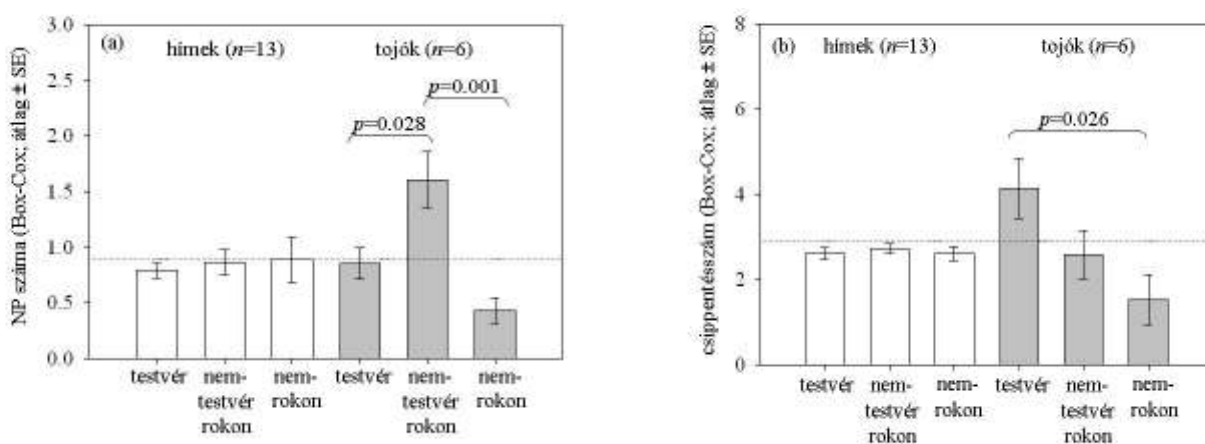 (a)
hímek (n=13)
tojók (n=6)
p=0.001
p=0.028
NP száma (Box-Cox; átlag ± SE)
3.0
2.5
2.0
1.5
1.0
0.5
0.0
testvér
nem-
testvér
rokon
nem-
rokon
testvér
nem-
testvér
rokon
nem-
rokon
(b)
hímek (n=13)
tojók (n=6)
p=0.026
csippentésszám (Box-Cox; átlag ± SE)
8
6
4
2
0
testvér
nem-
testvér
rokon
nem-
rokon
testvér
nem-
testvér
rokon
nem-
rokon